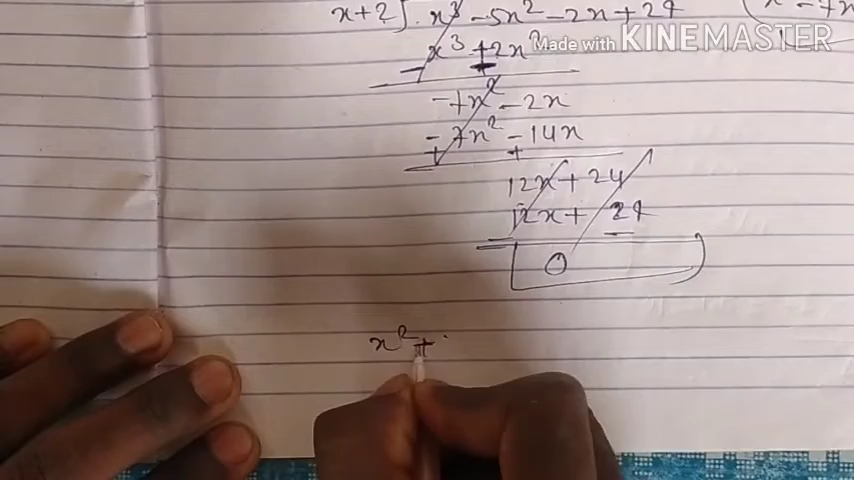 x+2) x³ - 5x² - 2x + 24 (x² - 7x
x³ + 2x²
Made with KINEMASTER
- 7x² - 2x
- 7x² - 14x
12x + 24
12x + 24
0
x² +